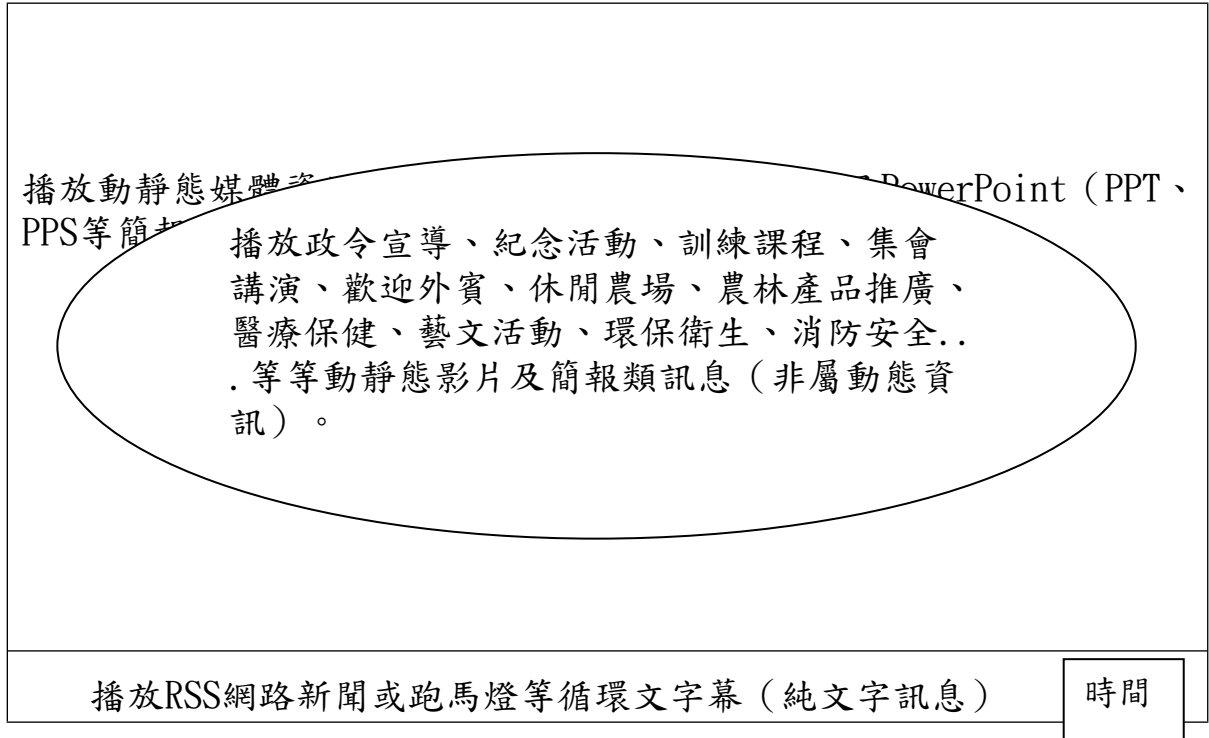 播放動靜態媒體資 PowerPoint（PPT、
PPS等簡報
播放政令宣導、紀念活動、訓練課程、集會
講演、歡迎外賓、休閒農場、農林產品推廣、
醫療保健、藝文活動、環保衛生、消防安全..
.等等動靜態影片及簡報類訊息（非屬動態資
訊）。
播放RSS網路新聞或跑馬燈等循環文字幕（純文字訊息）
時間